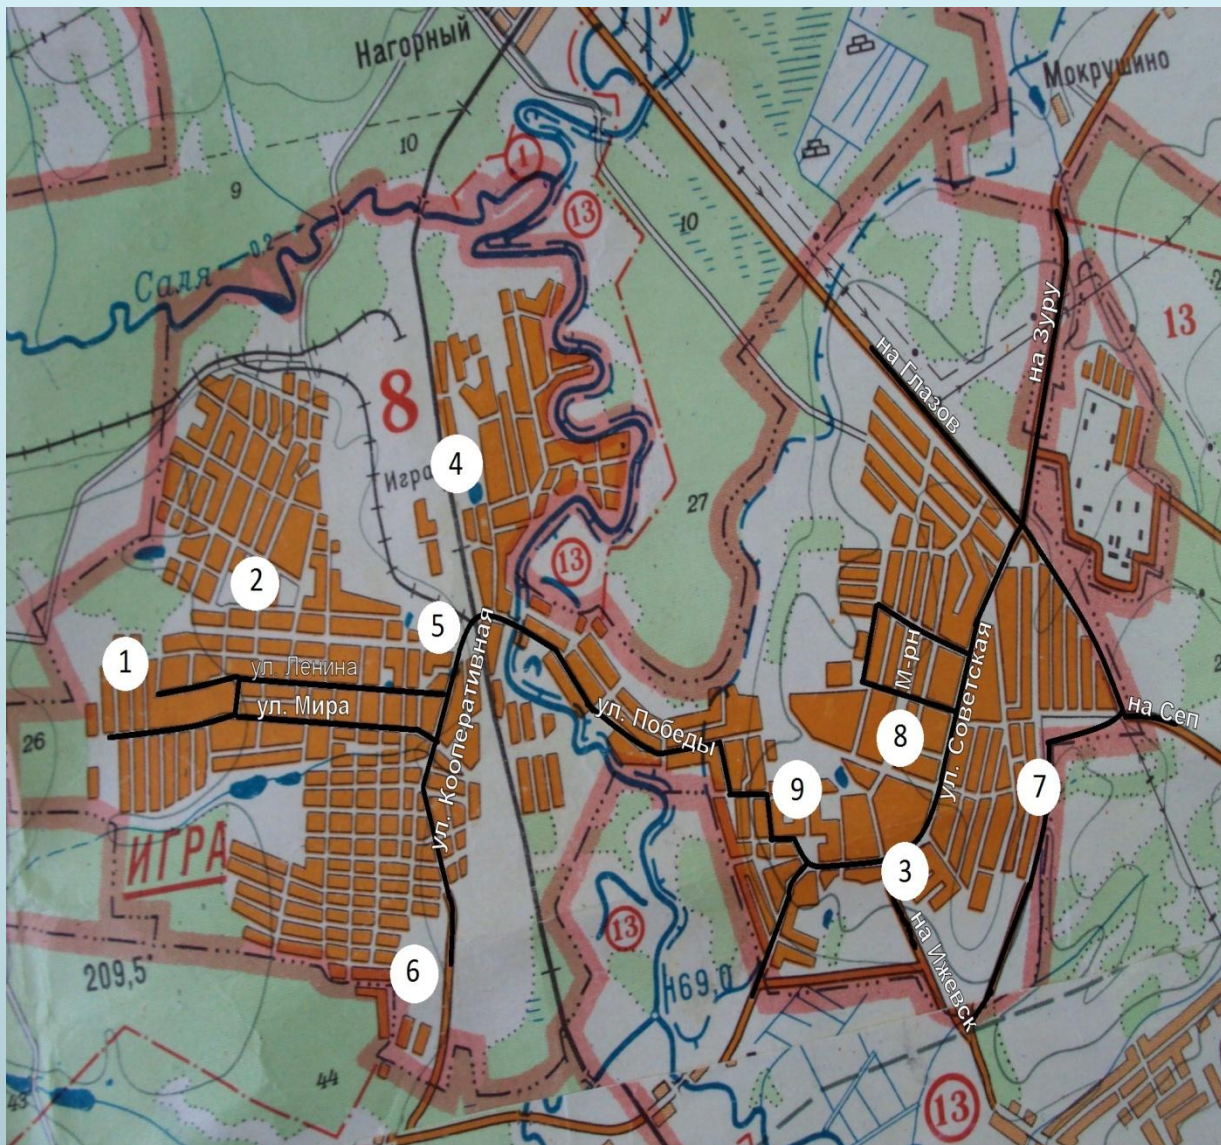 Нагорный
Мокрушино
10
9
1
13
10
Саля
0,2
13
на Глазов
на Зуру
8
Игра
4
27
13
2
5
1
ул. Ленина
ул. Мира
26
ул. Кооперативная
ул. Победы
М-рн
ул. Советская
на Сеп
8
7
9
3
ИГРА
13
на Ижевск
209,5
6
44
43
13